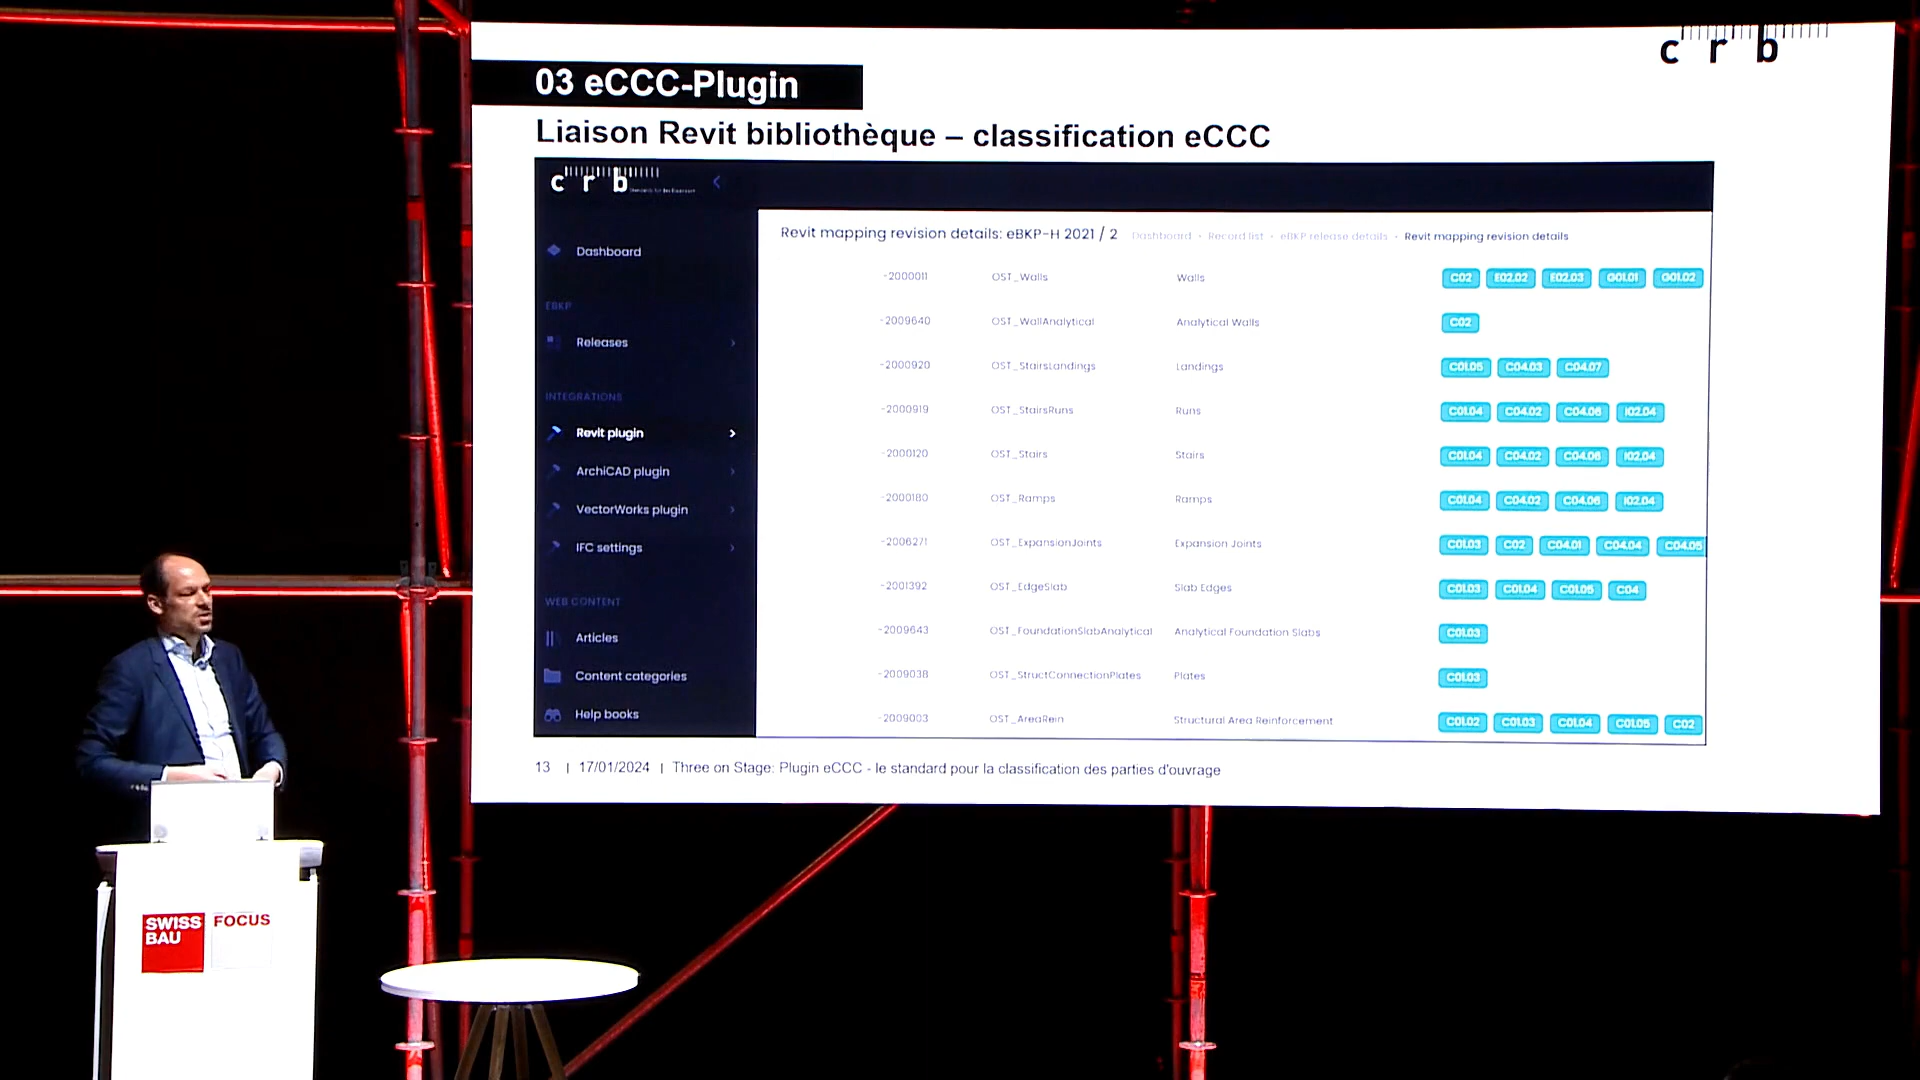 crb
03 eCCC-Plugin
Liaison Revit bibliothèque – classification eCCC
crb
Revit mapping revision details: eBKP-H 2021 / 2 Dashboard - Record list - eBKP release details - Revit mapping revision details
Dashboard
EBKP
Releases
INTEGRATIONS
Revit plugin
ArchiCAD plugin
VectorWorks plugin
IFC settings
WEB CONTENT
Articles
Content categories
Help books
-2000011 OST_Walls Walls C02 E02.02 E02.03 G01.01 G01.02
-2009640 OST_WallAnalytical Analytical Walls C02
-2000920 OST_StairsLandings Landings C01.05 C04.03 C04.07
-2000919 OST_StairsRuns Runs C01.04 C04.02 C04.06 I02.04
-2000120 OST_Stairs Stairs C01.04 C04.02 C04.06 I02.04
-2000180 OST_Ramps Ramps C01.04 C04.02 C04.06 I02.04
-2006271 OST_ExpansionJoints Expansion Joints C01.03 C02 C04.01 C04.04 C04.05
-2001392 OST_EdgeSlab Slab Edges C01.03 C01.04 C01.05 C04
-2009643 OST_FoundationSlabAnalytical Analytical Foundation Slabs C01.03
-2009038 OST_StructConnectionPlates Plates C01.03
-2009003 OST_AreaRein Structural Area Reinforcement C01.02 C01.03 C01.04 C01.05 C02
13 | 17/01/2024 | Three on Stage: Plugin eCCC - le standard pour la classification des parties d'ouvrage
SWISS FOCUS
BAU